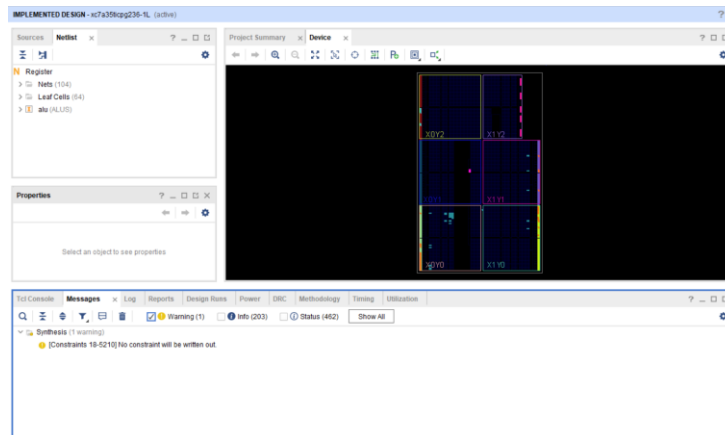 IMPLEMENTED DESIGN - xc7a35ticpg236-1L (active)
Sources Netlist
Register
Nets (104)
Leaf Cells (64)
alu (ALUS)
Properties
Select an object to see properties
Project Summary Device
X0Y2 X1Y2
X0Y1 X1Y1
X0Y0 X1Y0
Tcl Console Messages Log Reports Design Runs Power DRC Methodology Timing Utilization
Warning (1) Info (203) Status (462) Show All
Synthesis (1 warning)
[Constraints 18-5210] No constraint will be written out.